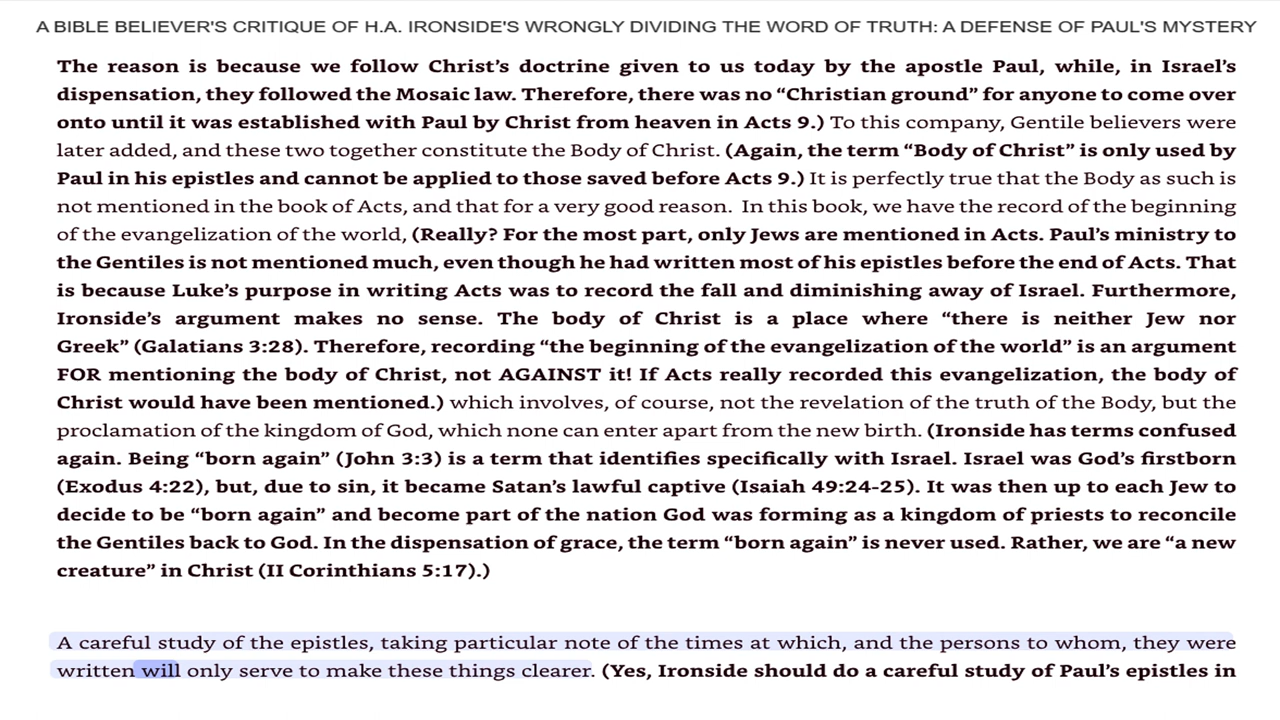 A BIBLE BELIEVER'S CRITIQUE OF H.A. IRONSIDE'S WRONGLY DIVIDING THE WORD OF TRUTH: A DEFENSE OF PAUL'S MYSTERY
The reason is because we follow Christ’s doctrine given to us today by the apostle Paul, while, in Israel’s
dispensation, they followed the Mosaic law. Therefore, there was no “Christian ground” for anyone to come over
onto until it was established with Paul by Christ from heaven in Acts 9.) To this company, Gentile believers were
later added, and these two together constitute the Body of Christ. (Again, the term “Body of Christ” is only used by
Paul in his epistles and cannot be applied to those saved before Acts 9.) It is perfectly true that the Body as such is
not mentioned in the book of Acts, and that for a very good reason.  In this book, we have the record of the beginning
of the evangelization of the world, (Really? For the most part, only Jews are mentioned in Acts. Paul’s ministry to
the Gentiles is not mentioned much, even though he had written most of his epistles before the end of Acts. That
is because Luke’s purpose in writing Acts was to record the fall and diminishing away of Israel. Furthermore,
Ironside’s argument makes no sense. The body of Christ is a place where “there is neither Jew nor
Greek” (Galatians 3:28). Therefore, recording “the beginning of the evangelization of the world” is an argument
FOR mentioning the body of Christ, not AGAINST it! If Acts really recorded this evangelization, the body of
Christ would have been mentioned.) which involves, of course, not the revelation of the truth of the Body, but the
proclamation of the kingdom of God, which none can enter apart from the new birth. (Ironside has terms confused
again. Being “born again” (John 3:3) is a term that identifies specifically with Israel. Israel was God’s firstborn
(Exodus 4:22), but, due to sin, it became Satan’s lawful captive (Isaiah 49:24-25). It was then up to each Jew to
decide to be “born again” and become part of the nation God was forming as a kingdom of priests to reconcile
the Gentiles back to God. In the dispensation of grace, the term “born again” is never used. Rather, we are “a new
creature” in Christ (II Corinthians 5:17).)
A careful study of the epistles, taking particular note of the times at which, and the persons to whom, they were
written will only serve to make these things clearer. (Yes, Ironside should do a careful study of Paul’s epistles in